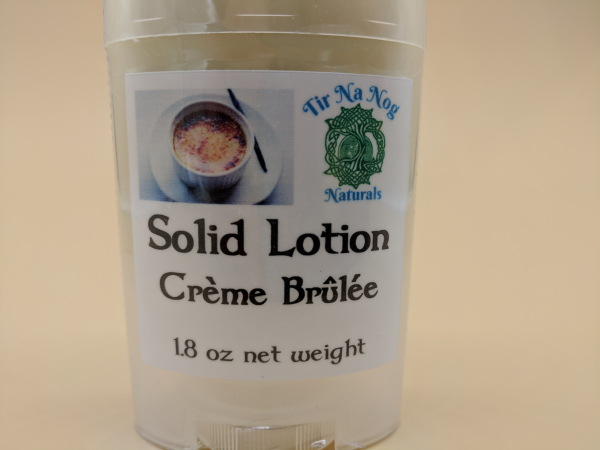 Tir Na Nog
Naturals
Solid Lotion
Crème Brûlée
1.8 oz net weight